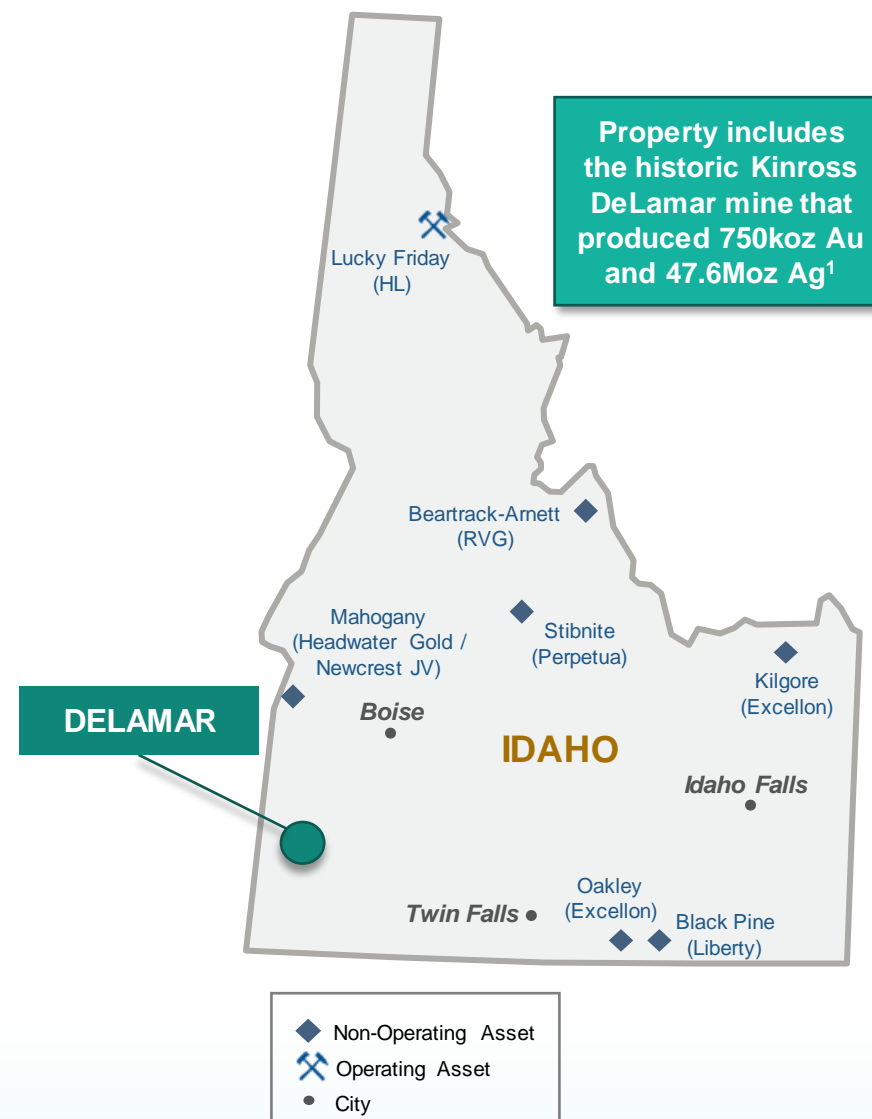 Property includes
the historic Kinross
DeLamar mine that
produced 750koz Au
and 47.6Moz Ag¹
Lucky Friday
(HL)
Beartrack-Arnett
(RVG)
Mahogany
(Headwater Gold /
Newcrest JV)
Stibnite
(Perpetua)
Kilgore
(Excellon)
DELAMAR
Boise
IDAHO
Idaho Falls
Twin Falls
Oakley
(Excellon)
Black Pine
(Liberty)
Non-Operating Asset
Operating Asset
City